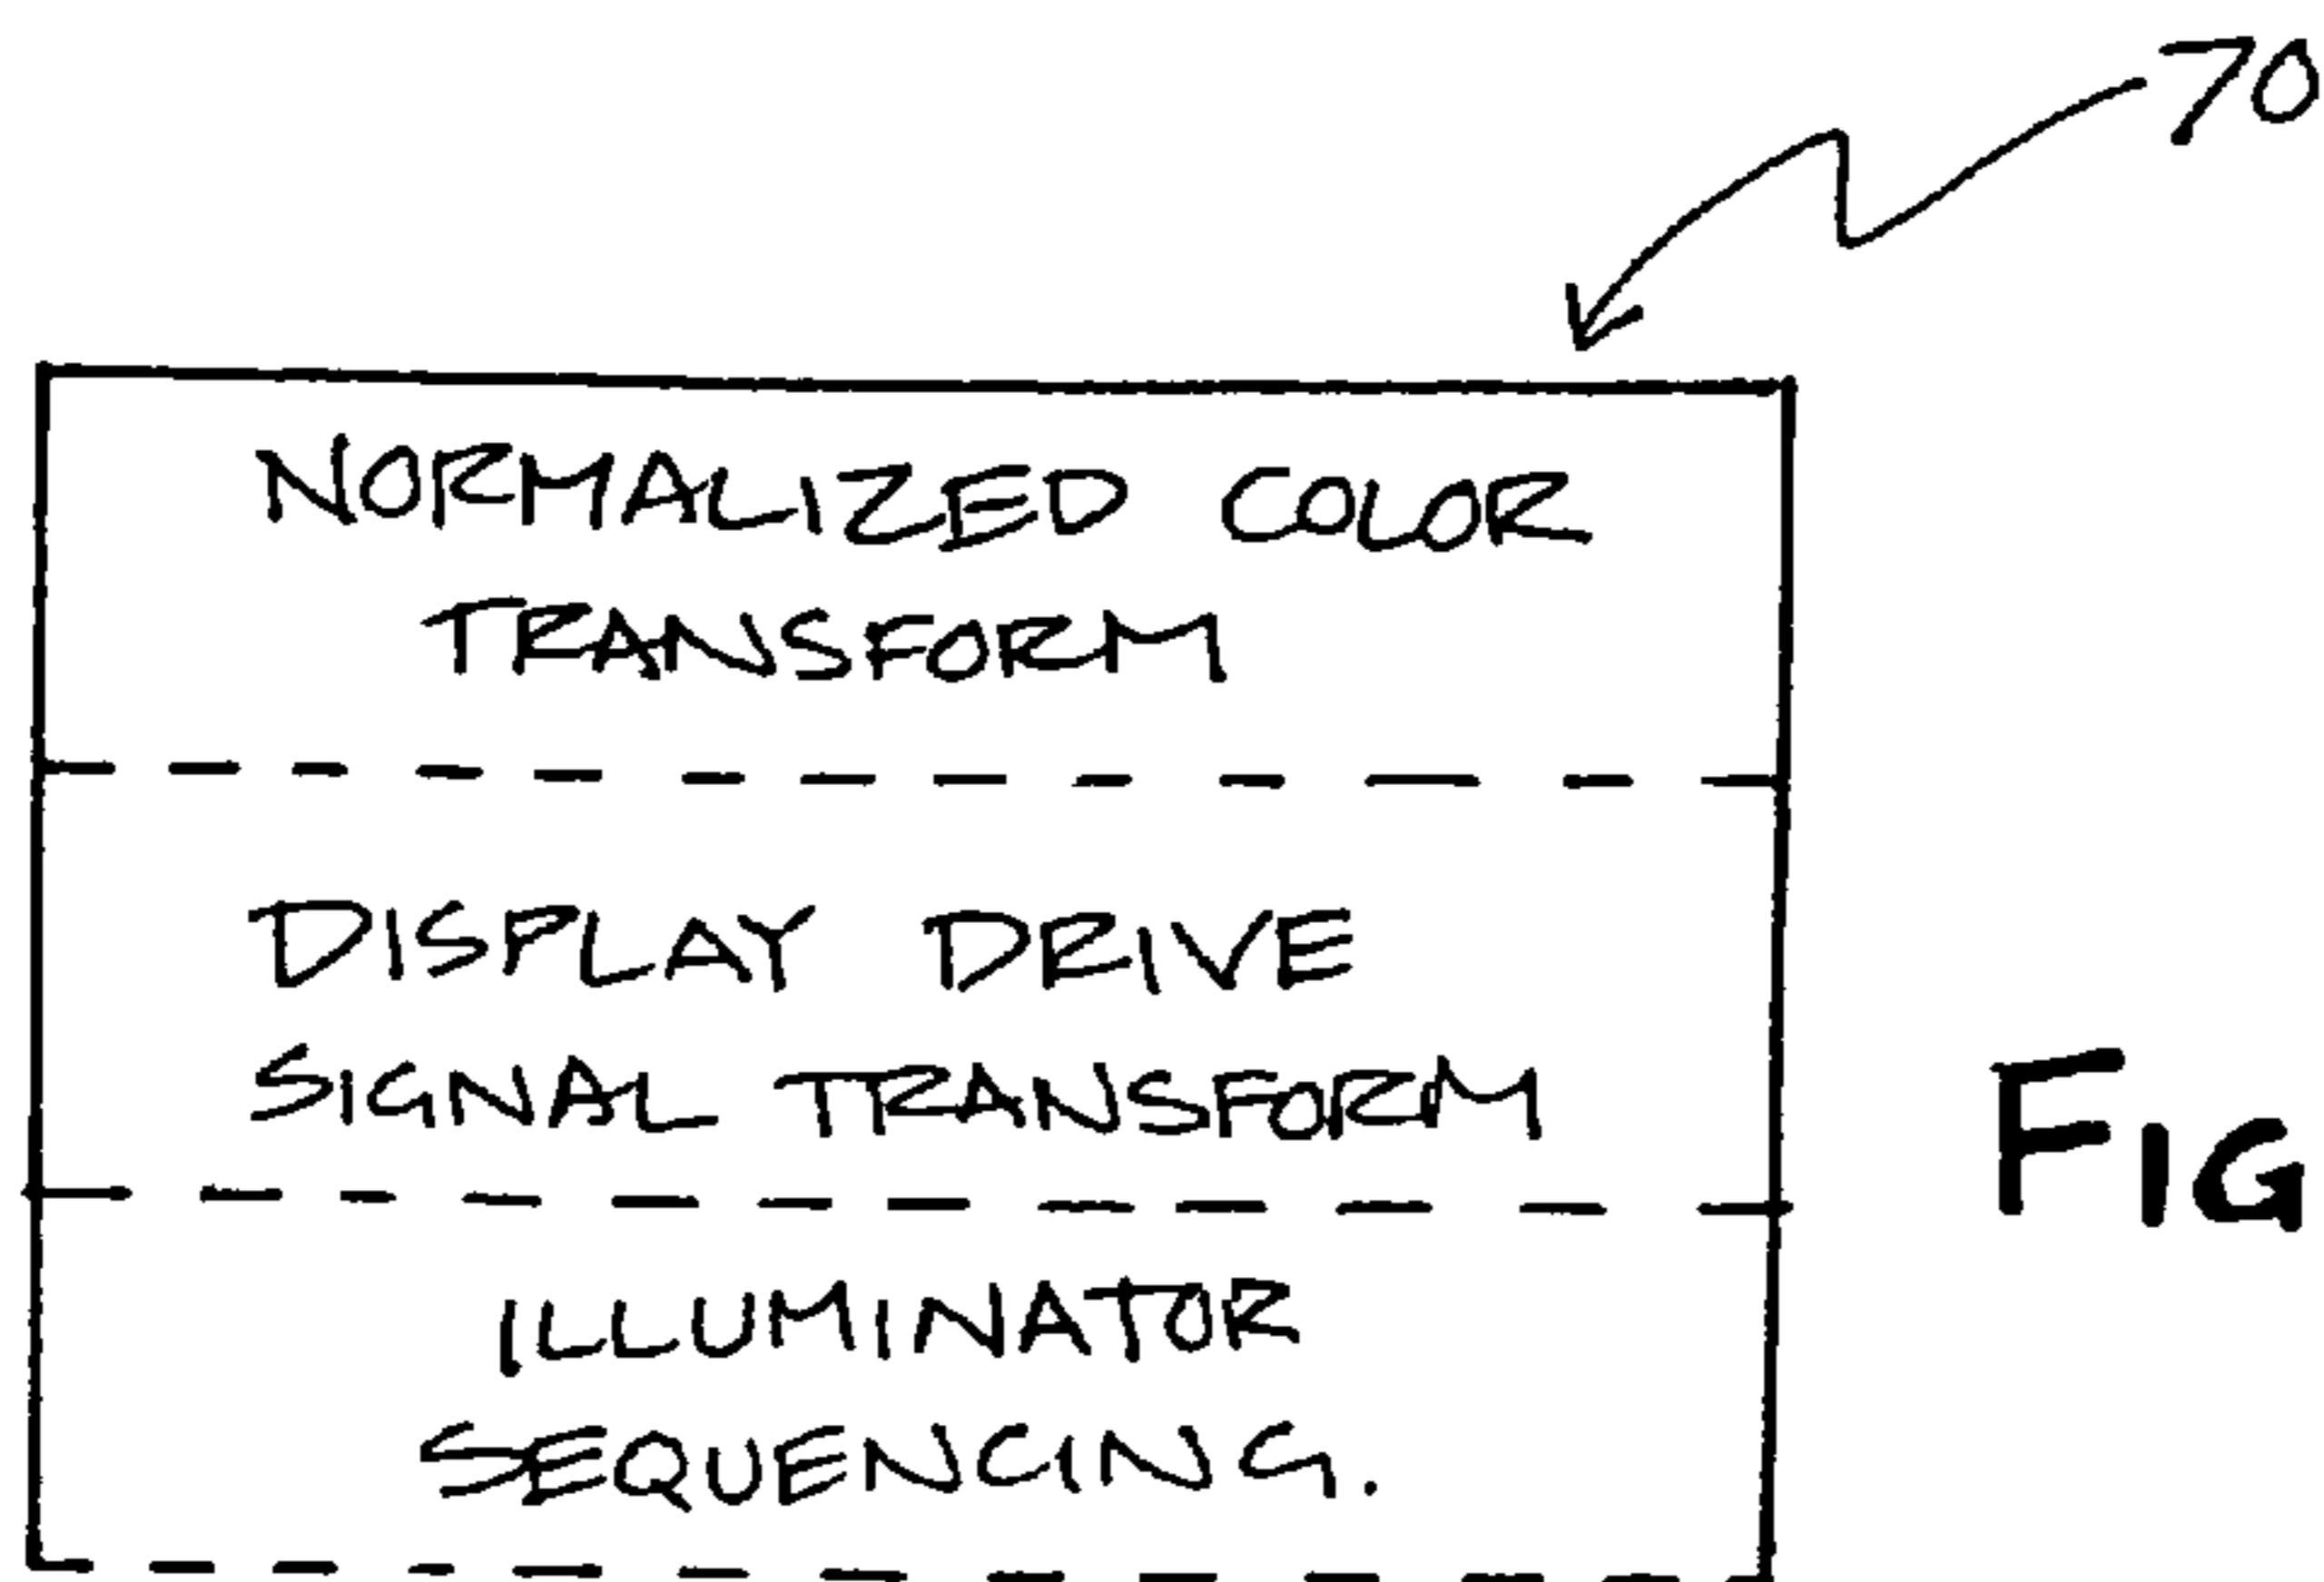 70
NORMALIZED COLOR
TRANSFORM
DISPLAY DRIVE
SIGNAL TRANSFORM
FIG
ILLUMINATOR
SEQUENCING.